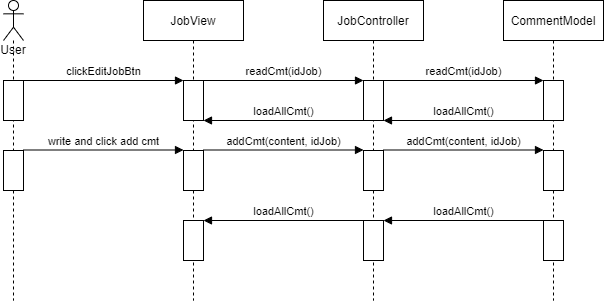 JobView
JobController
CommentModel
User
clickEditJobBtn
readCmt(idJob)
readCmt(idJob)
loadAllCmt()
loadAllCmt()
write and click add cmt
addCmt(content, idJob)
addCmt(content, idJob)
loadAllCmt()
loadAllCmt()